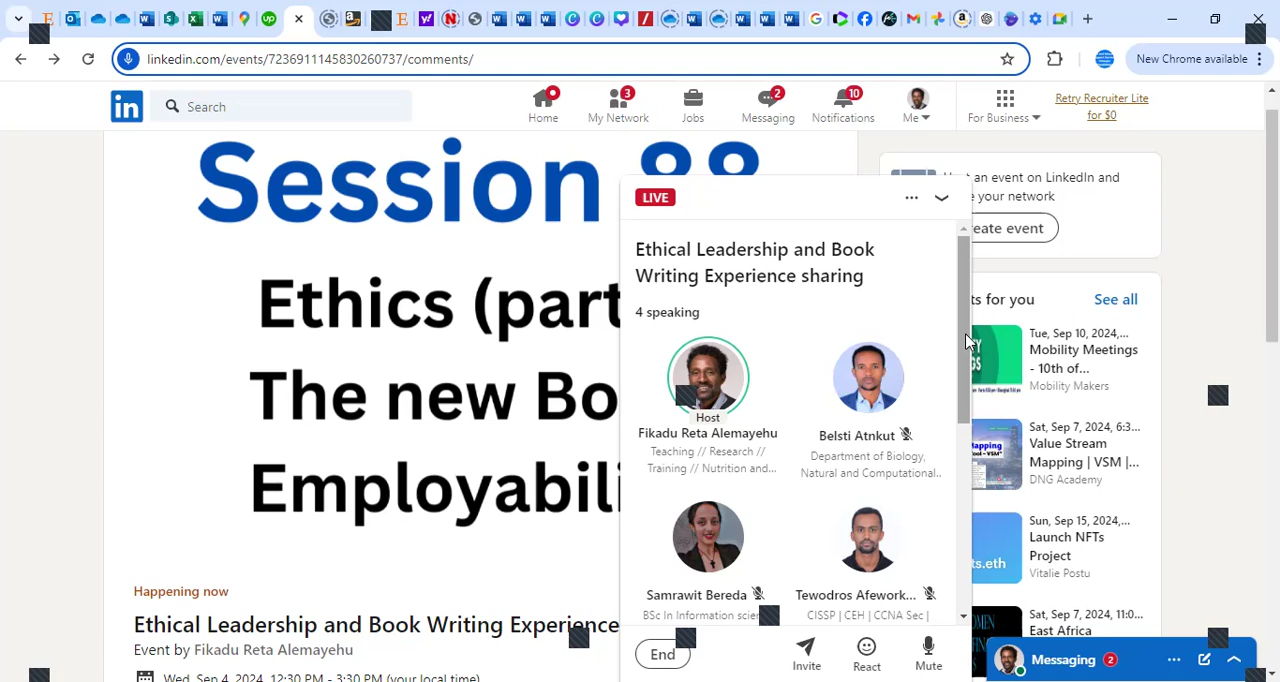 linkedin.com/events/7236911145830260737/comments/
New Chrome available
in
Search
Home
3
My Network
Jobs
2
Messaging
10
Notifications
Me
For Business
Retry Recruiter Lite
for $0
Session 88
Ethics (part
The new Bo
Employabili
Happening now
Ethical Leadership and Book Writing Experience
Event by Fikadu Reta Alemayehu
Wed, Sep 4, 2024, 12:30 PM - 3:30 PM (your local time)
LIVE
Ethical Leadership and Book
Writing Experience sharing
4 speaking
Host
Fikadu Reta Alemayehu
Teaching // Research //
Training // Nutrition and...
Belsti Atnkut
Department of Biology,
Natural and Computational..
Samrawit Bereda
BSc In Information scien
Tewodros Afework...
CISSP | CEH | CCNA Sec |
End
Invite
React
Mute
an event on LinkedIn and
e your network
eate event
ts for you
See all
Tue, Sep 10, 2024,...
Mobility Meetings
- 10th of...
Mobility Makers
Sat, Sep 7, 2024, 6:3...
Value Stream
Mapping | VSM |...
DNG Academy
Sun, Sep 15, 2024,...
Launch NFTs
Project
Vitalie Postu
ts.eth
Sat, Sep 7, 2024, 11:0...
East Africa
Messaging
2